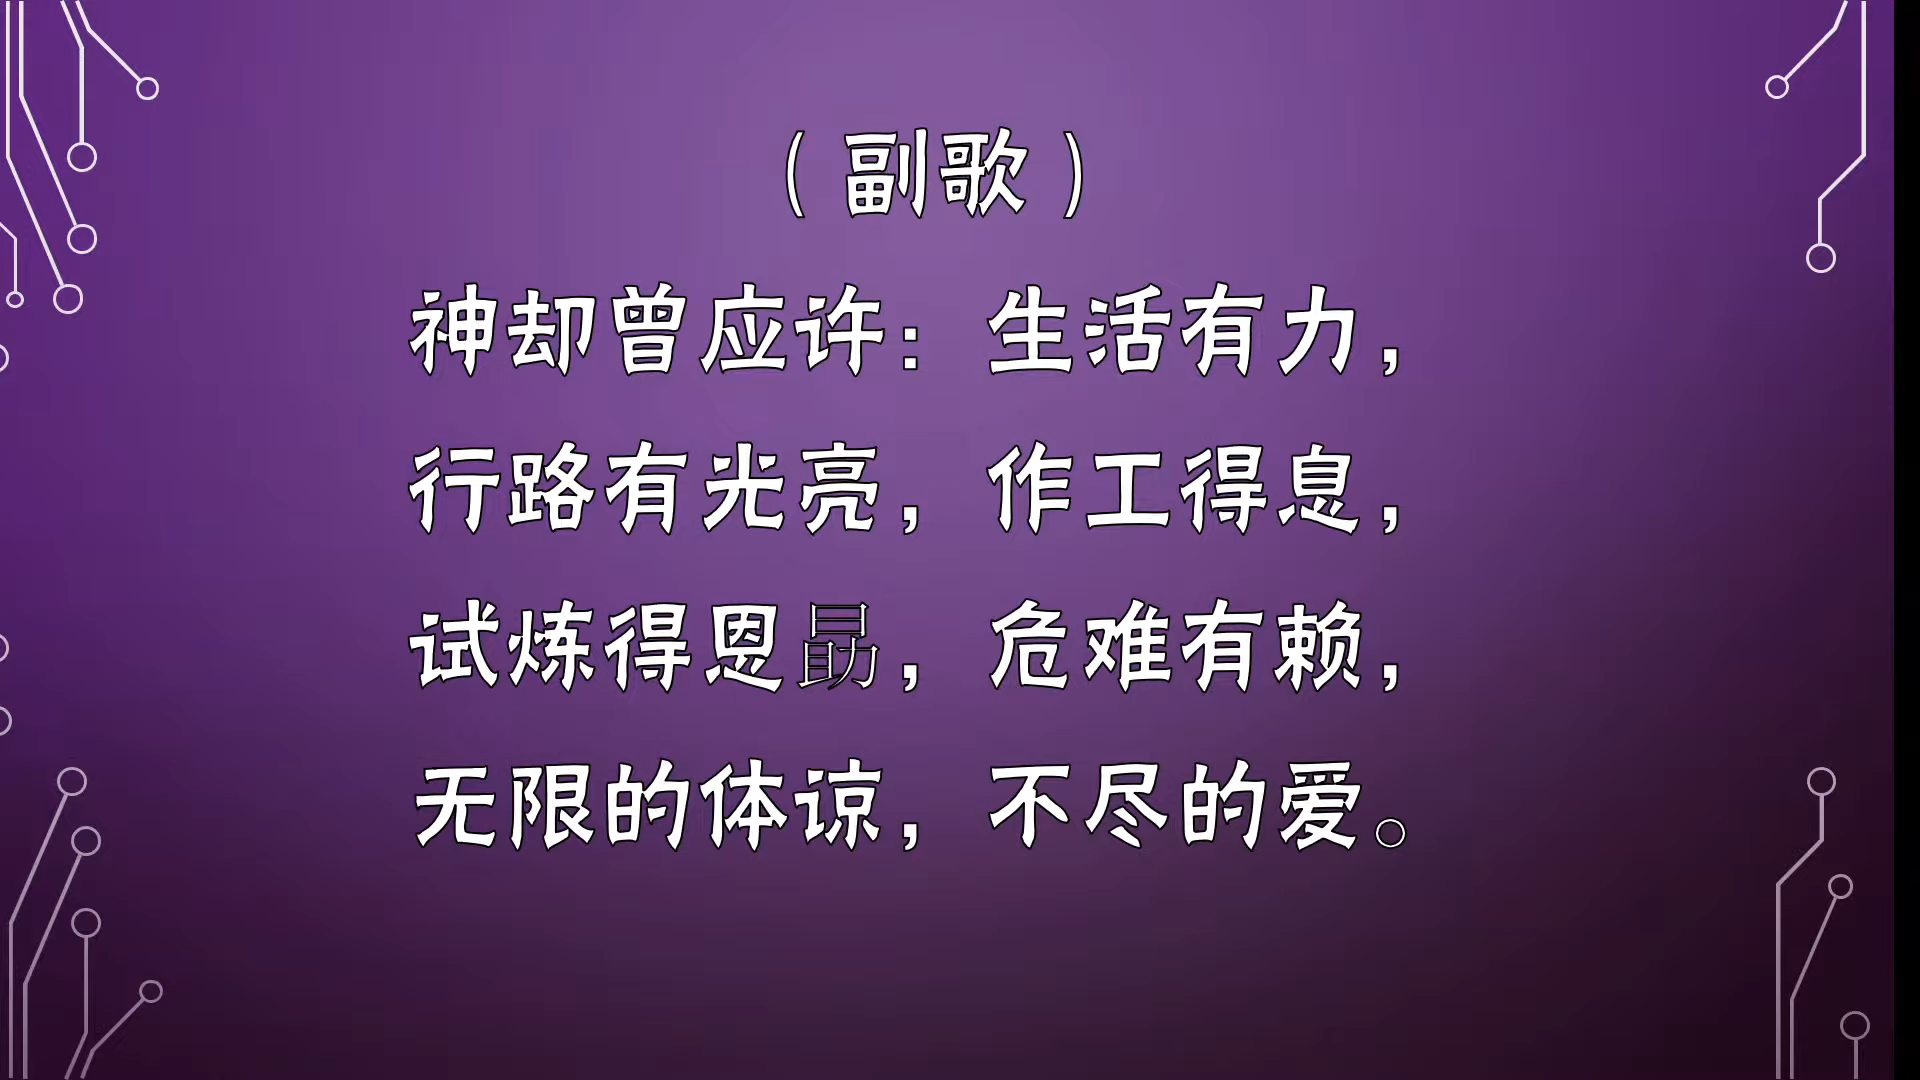 （副歌）
神却曾应许：生活有力，
行路有光亮，作工得息，
试炼得恩勗，危难有赖，
无限的体谅，不尽的爱。